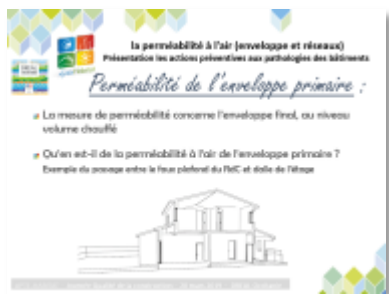 la perméabilité à l'air (enveloppe et réseaux)
Présentation les actions préventives aux pathologies des bâtiments
Perméabilité de l'enveloppe primaire :
La mesure de perméabilité concerne l'enveloppe final, au niveau
volume chauffé
Qu'en est-il de la perméabilité à l'air de l'enveloppe primaire ?
Exemple du passage entre le faux plafond du RdC et dalle de l'étage